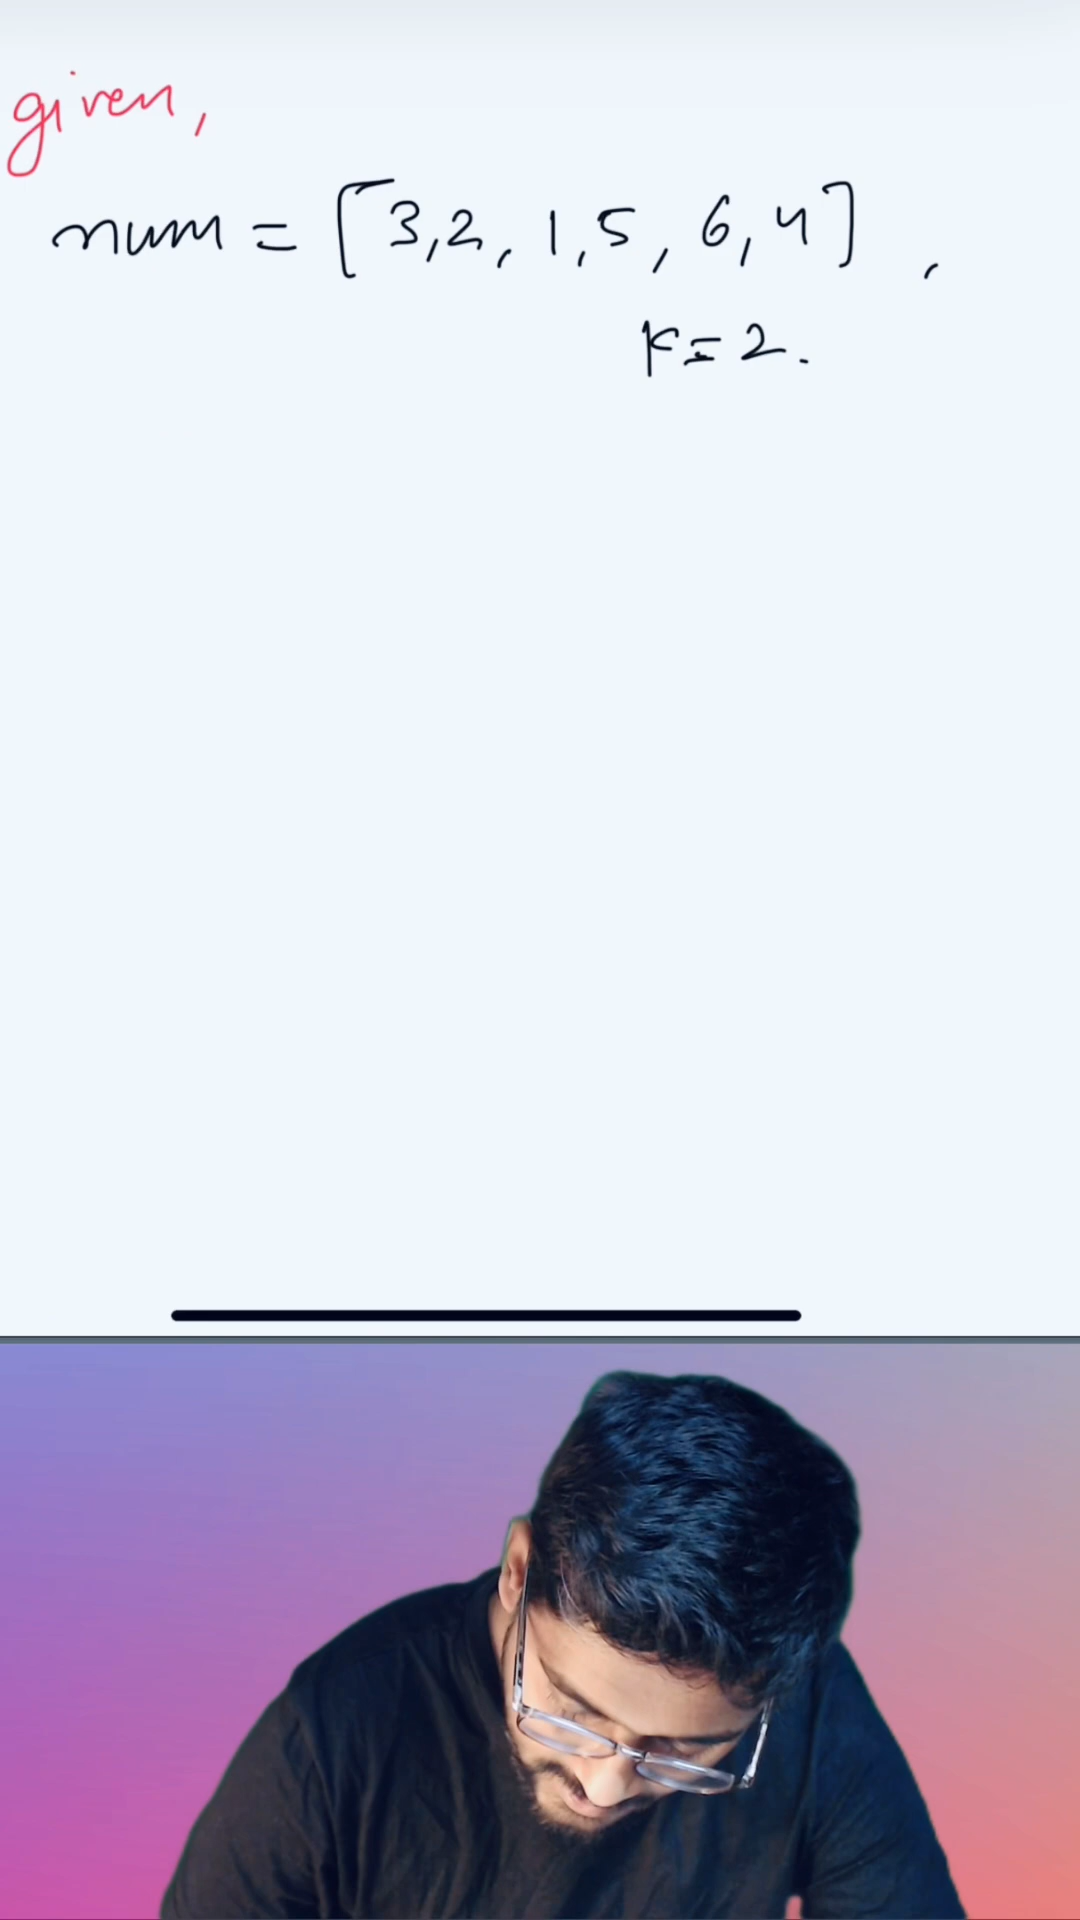 given,
num = [3,2, 1,5, 6,4] ,
K = 2.